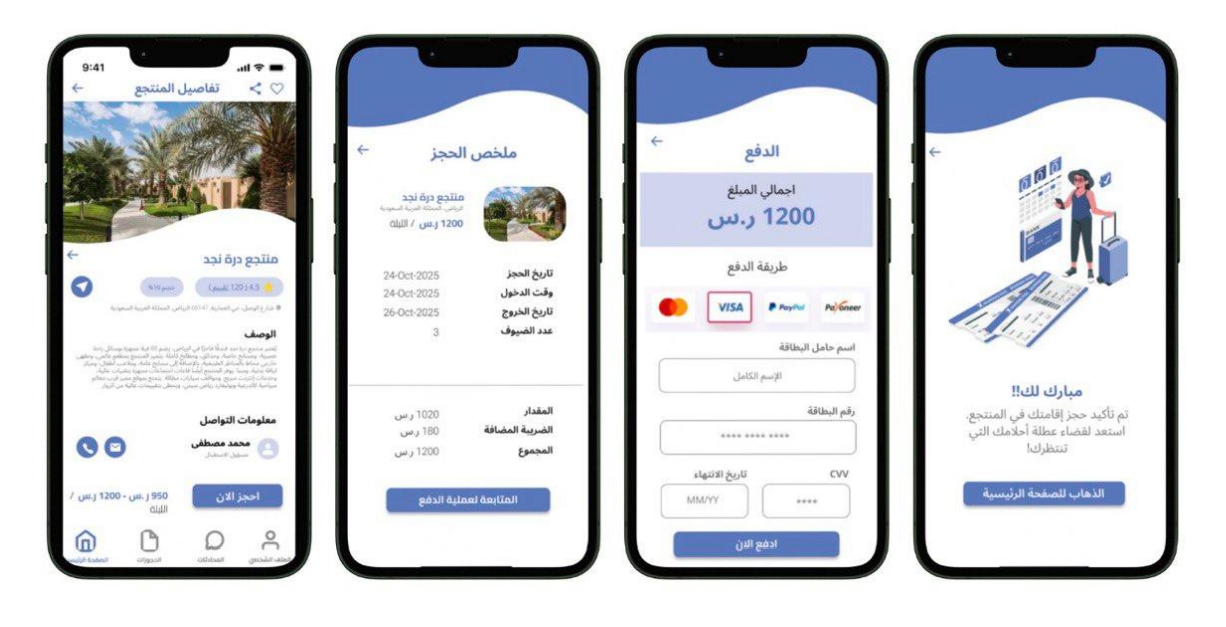 9:41
تفاصيل المنتجع
منتجع درة نجد
4.5 (120 تقييم)
خصم 10%
الرياض، المملكة العربية السعودية
الوصف
معلومات التواصل
محمد مصطفى
مسؤول الاستقبال
احجز الان
950 ر.س - 1200 ر.س /
الليلة
الملف الشخصي
المحادثات
الحجوزات
الصفحة الرئيسية
ملخص الحجز
منتجع درة نجد
الرياض، المملكة العربية السعودية
1200 ر.س / الليلة
تاريخ الحجز 24-Oct-2025
وقت الدخول 24-Oct-2025
تاريخ الخروج 26-Oct-2025
عدد الضيوف 3
المقدار 1020 ر.س
الضريبة المضافة 180 ر.س
المجموع 1200 ر.س
المتابعة لعملية الدفع
الدفع
اجمالي المبلغ
1200 ر.س
طريقة الدفع
VISA
PayPal
Payoneer
اسم حامل البطاقة
الإسم الكامل
رقم البطاقة
**** **** ****
CVV
تاريخ الانتهاء
****
MM/YY
ادفع الان
BANK
مبارك لك!!
تم تأكيد حجز إقامتك في المنتجع.
استعد لقضاء عطلة أحلامك التي
تنتظرك!
الذهاب للصفحة الرئيسية